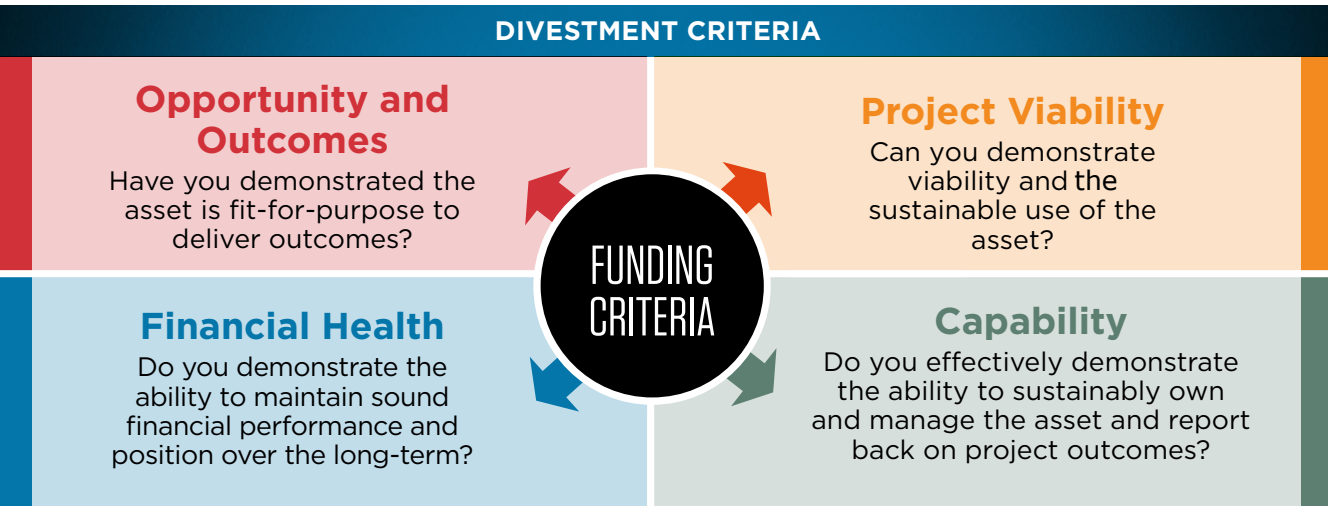 DIVESTMENT CRITERIA
Opportunity and
Outcomes
Have you demonstrated the
asset is fit-for-purpose to
deliver outcomes?
Project Viability
Can you demonstrate
viability and the
sustainable use of the
asset?
FUNDING
CRITERIA
Financial Health
Do you demonstrate the
ability to maintain sound
financial performance and
position over the long-term?
Capability
Do you effectively demonstrate
the ability to sustainably own
and manage the asset and report
back on project outcomes?